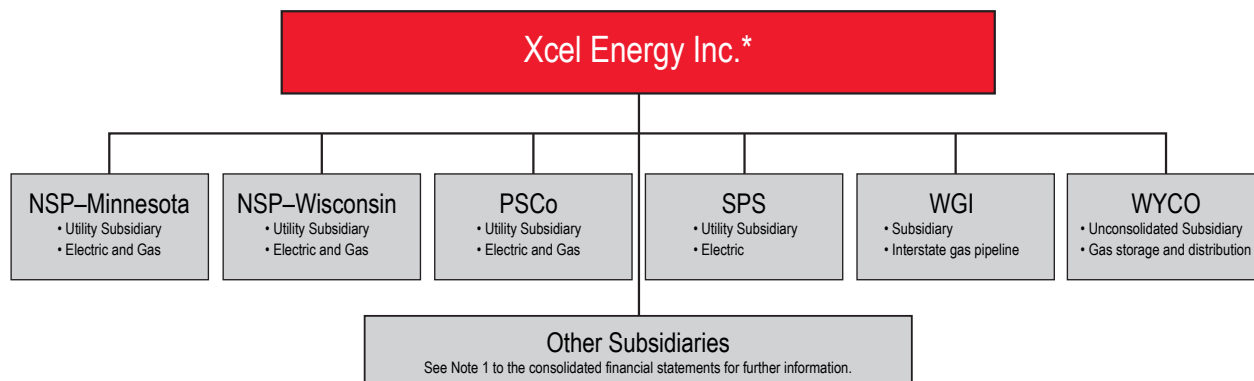 Xcel Energy Inc.*
NSP–Minnesota
• Utility Subsidiary
• Electric and Gas
NSP–Wisconsin
• Utility Subsidiary
• Electric and Gas
PSCo
• Utility Subsidiary
• Electric and Gas
SPS
• Utility Subsidiary
• Electric
WGI
• Subsidiary
• Interstate gas pipeline
WYCO
• Unconsolidated Subsidiary
• Gas storage and distribution
Other Subsidiaries
See Note 1 to the consolidated financial statements for further information.